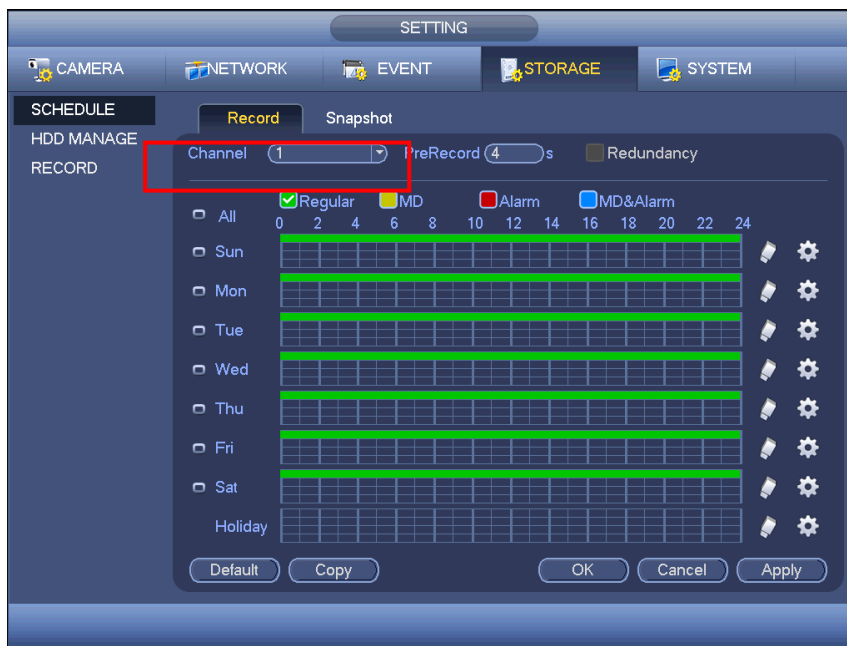 SETTING
CAMERA NETWORK EVENT STORAGE SYSTEM
SCHEDULE
HDD MANAGE
RECORD
Record Snapshot
Channel 1 PreRecord 4 s Redundancy
All Regular MD Alarm MD&Alarm
0 2 4 6 8 10 12 14 16 18 20 22 24
Sun
Mon
Tue
Wed
Thu
Fri
Sat
Holiday
Default Copy OK Cancel Apply